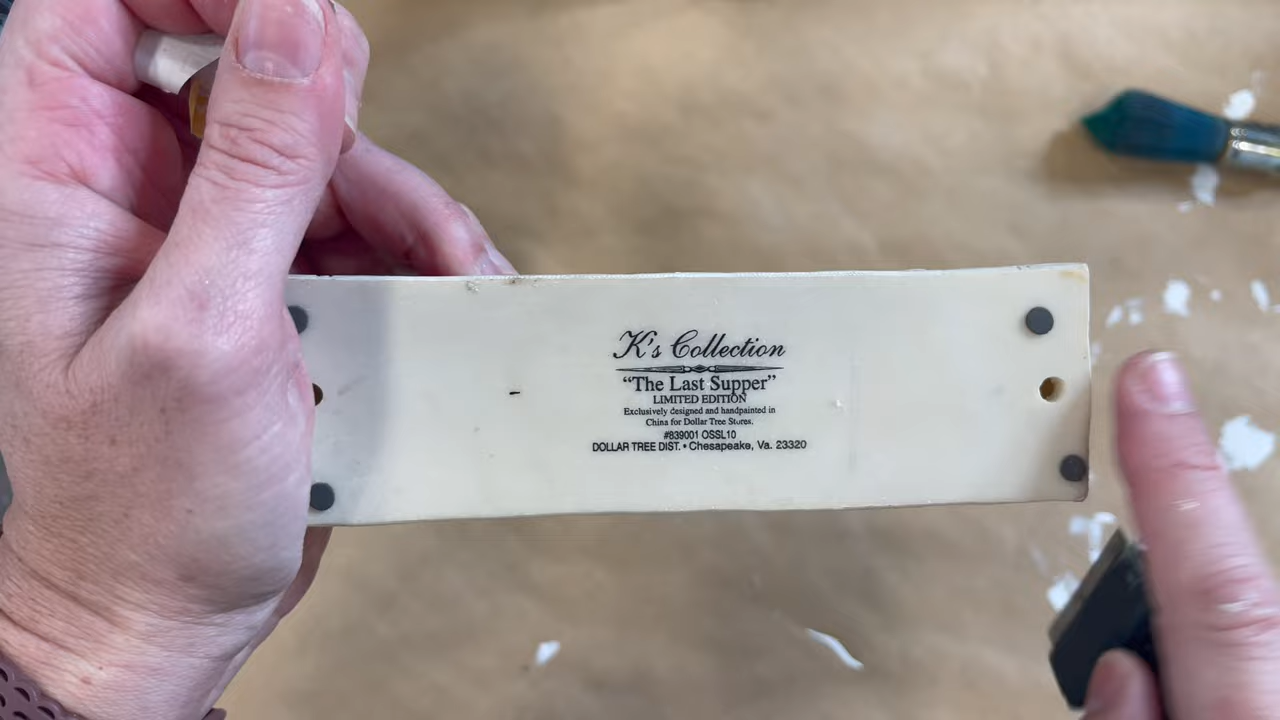 K's Collection
“The Last Supper”
LIMITED EDITION
Exclusively designed and handpainted in
China for Dollar Tree Stores.
#839001 OSSL10
DOLLAR TREE DIST. • Chesapeake, Va. 23320